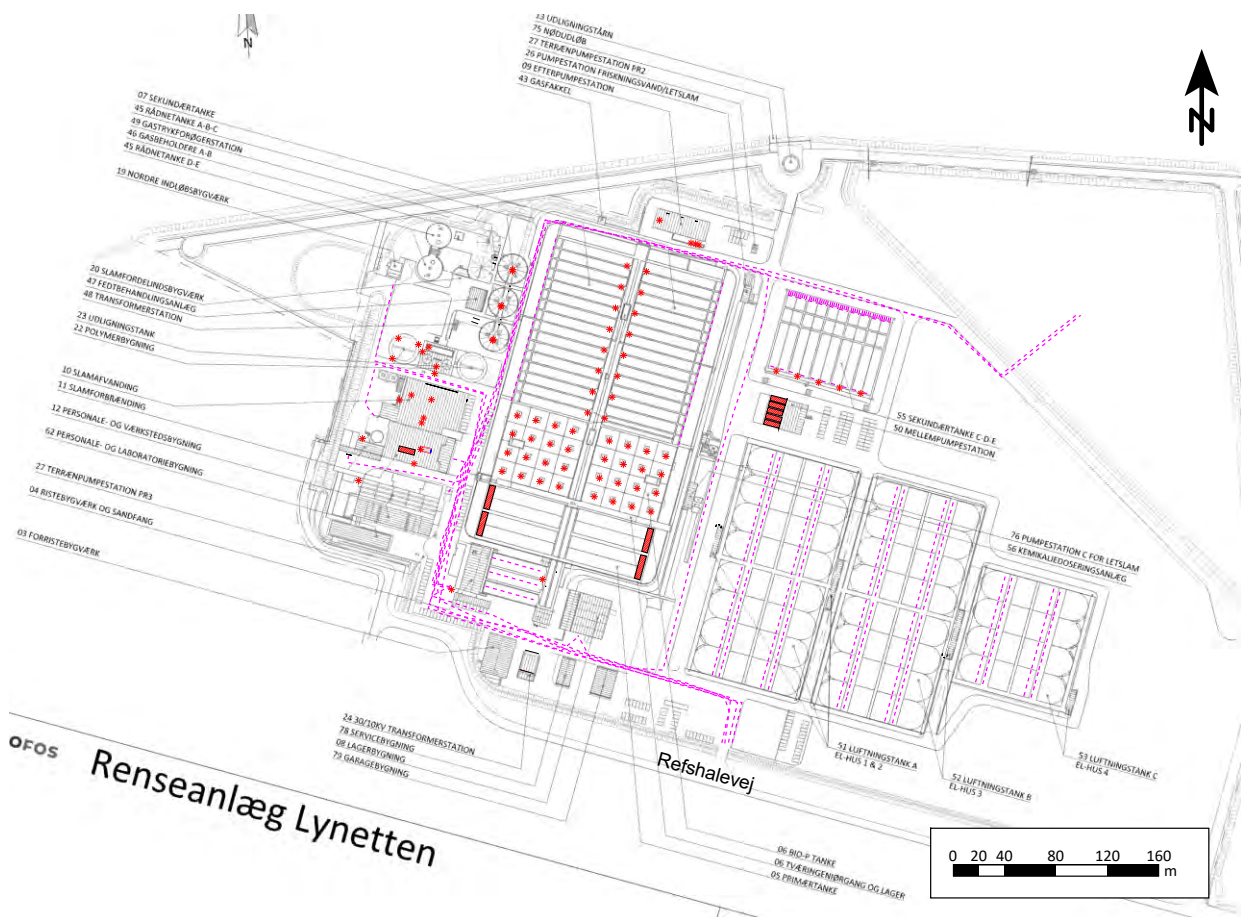 13 UDLIGNINGSTÅRN
75 NØDUDLØB
27 TERRÆNPUMPESTATION PR2
26 PUMPESTATION FRISKNINGSVAND/LETSLAM
09 EFTERPUMPESTATION
43 GASFAKKEL
N
N
07 SEKUNDÆRTANKE
45 RÅDNETANKE A-B-C
49 GASTRYKFORØGERSTATION
46 GASBEHOLDERE A-B
45 RÅDNETANKE D-E
19 NORDRE INDLØBSBYGVÆRK
20 SLAMFORDELINDSBYGVÆRK
47 FEDTBEHANDLINGSANLÆG
48 TRANSFORMERSTATION
23 UDLIGNINGSTANK
22 POLYMERBYGNING
10 SLAMAFVANDING
11 SLAMFORBRÆNDING
12 PERSONALE- OG VÆRKSTEDSBYGNING
62 PERSONALE- OG LABORATORIEBYGNING
27 TERRÆNPUMPESTATION PR3
04 RISTEBYGVÆRK OG SANDFANG
03 FORRISTEBYGVÆRK
55 SEKUNDÆRTANKE C-D-E
50 MELLEMPUMPESTATION
76 PUMPESTATION C FOR LETSLAM
56 KEMIKALIEDOSERINGSANLÆG
24 30/10KV TRANSFORMERSTATION
78 SERVICEBYGNING
08 LAGERBYGNING
79 GARAGEBYGNING
51 LUFTNINGSTANK A
EL-HUS 1 & 2
52 LUFTNINGSTANK B
EL-HUS 3
53 LUFTNINGSTANK C
EL-HUS 4
Refshalevej
OFOS
Renseanlæg Lynetten
06 BIO-P TANKE
06 TVÆRINGENIØRGANG OG LAGER
05 PRIMÆRTANKE
0 20 40 80 120 160
m